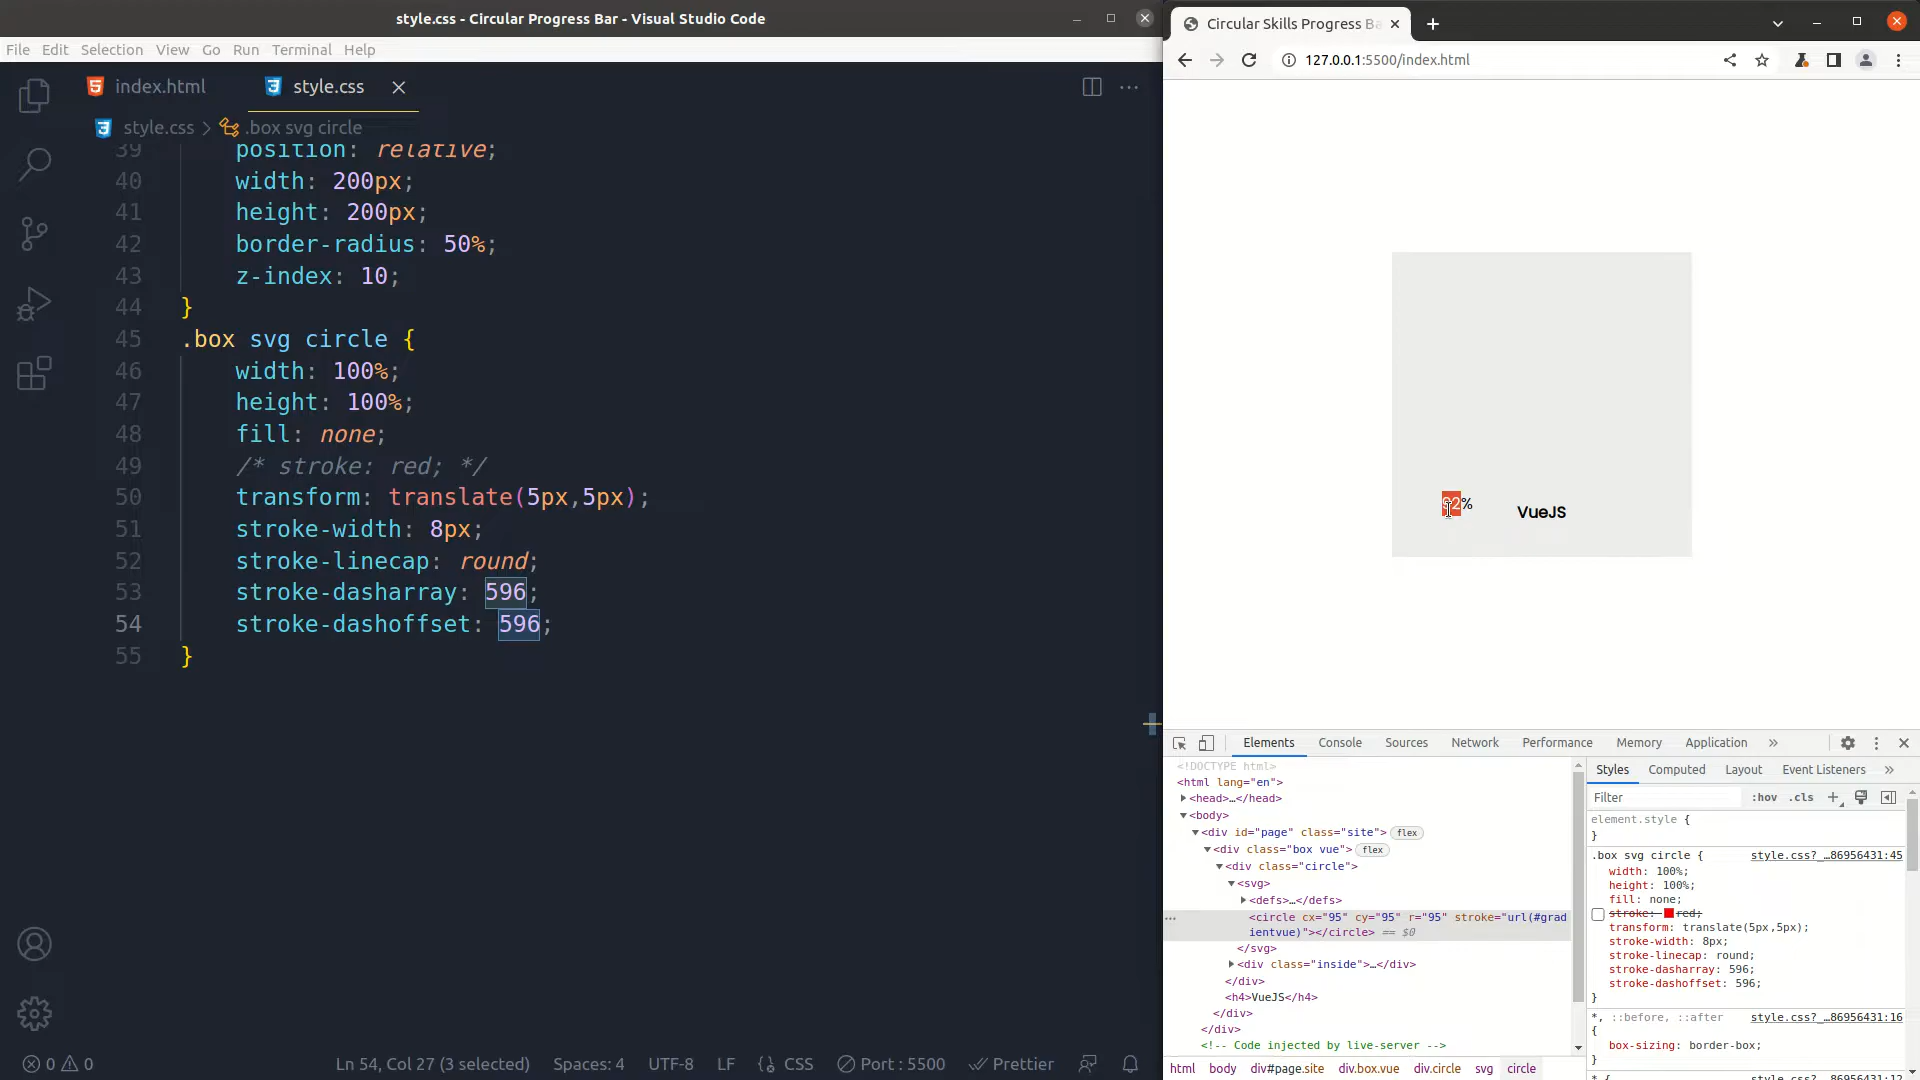 style.css - Circular Progress Bar - Visual Studio Code
File Edit Selection View Go Run Terminal Help
index.html
style.css
style.css > .box svg circle
39 position: relative;
40 width: 200px;
41 height: 200px;
42 border-radius: 50%;
43 z-index: 10;
44 }
45 .box svg circle {
46 width: 100%;
47 height: 100%;
48 fill: none;
49 /* stroke: red; */
50 transform: translate(5px,5px);
51 stroke-width: 8px;
52 stroke-linecap: round;
53 stroke-dasharray: 596;
54 stroke-dashoffset: 596;
55 }
0 0
Ln 54, Col 27 (3 selected) Spaces: 4 UTF-8 LF CSS Port : 5500 Prettier
Circular Skills Progress Ba
127.0.0.1:5500/index.html
92%
VueJS
Elements Console Sources Network Performance Memory Application
<!DOCTYPE html>
<html lang="en">
<head>…</head>
<body>
<div id="page" class="site"> flex
<div class="box vue"> flex
<div class="circle">
<svg>
<defs>…</defs>
<circle cx="95" cy="95" r="95" stroke="url(#grad
ientvue)"></circle> == $0
</svg>
<div class="inside">…</div>
</div>
<h4>VueJS</h4>
</div>
</div>
<!-- Code injected by live-server -->
html body div#page.site div.box.vue div.circle svg circle
Styles Computed Layout Event Listeners
Filter
:hov .cls
element.style {
}
.box svg circle { style.css?_…86956431:45
width: 100%;
height: 100%;
fill: none;
stroke: red;
transform: translate(5px,5px);
stroke-width: 8px;
stroke-linecap: round;
stroke-dasharray: 596;
stroke-dashoffset: 596;
}
*, ::before, ::after style.css?_…86956431:16
{
box-sizing: border-box;
}
* { style.css?_…86956431:12